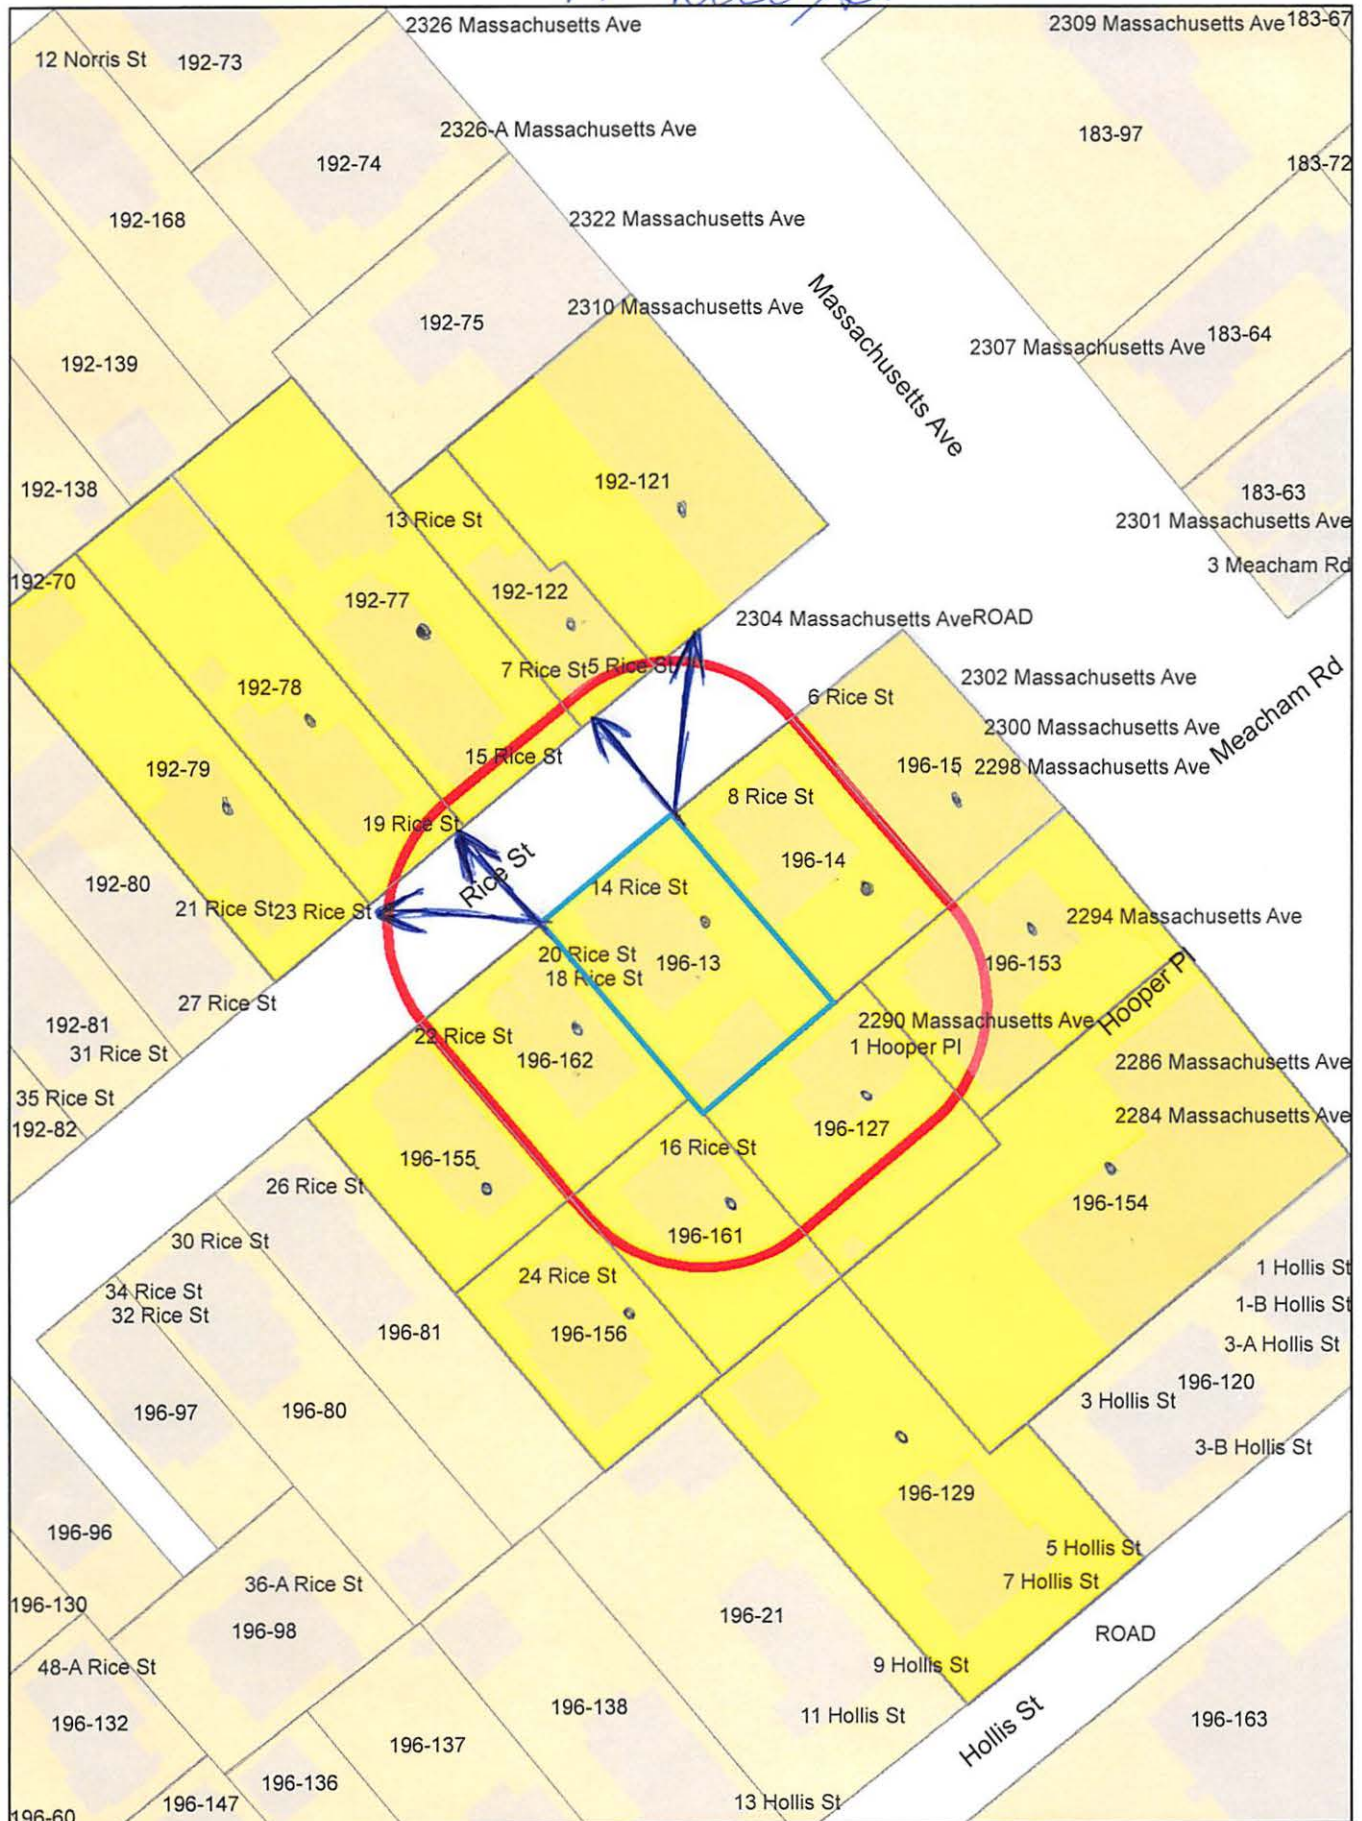 2326 Massachusetts Ave
2309 Massachusetts Ave
183-67
12 Norris St
192-73
2326-A Massachusetts Ave
183-97
192-74
183-72
192-168
2322 Massachusetts Ave
2310 Massachusetts Ave
192-75
Massachusetts Ave
2307 Massachusetts Ave
183-64
192-139
192-138
192-121
183-63
13 Rice St
2301 Massachusetts Ave
3 Meacham Rd
192-70
192-77
192-122
2304 Massachusetts Ave
ROAD
7 Rice St
5 Rice St
2302 Massachusetts Ave
192-78
6 Rice St
2300 Massachusetts Ave
Meacham Rd
15 Rice St
192-79
196-15
2298 Massachusetts Ave
8 Rice St
19 Rice St
196-14
Rice St
192-80
14 Rice St
21 Rice St
23 Rice St
2294 Massachusetts Ave
20 Rice St
196-13
196-153
18 Rice St
Hooper Pl
27 Rice St
192-81
22 Rice St
2290 Massachusetts Ave
31 Rice St
196-162
1 Hooper Pl
2286 Massachusetts Ave
35 Rice St
2284 Massachusetts Ave
192-82
196-127
16 Rice St
196-155
26 Rice St
196-154
30 Rice St
196-161
1 Hollis St
24 Rice St
34 Rice St
1-B Hollis St
32 Rice St
196-81
196-156
3-A Hollis St
196-120
3 Hollis St
196-97
196-80
3-B Hollis St
196-129
196-96
5 Hollis St
7 Hollis St
36-A Rice St
196-130
196-98
196-21
ROAD
48-A Rice St
9 Hollis St
196-132
196-138
11 Hollis St
Hollis St
196-163
196-137
196-136
196-147
13 Hollis St
196-60